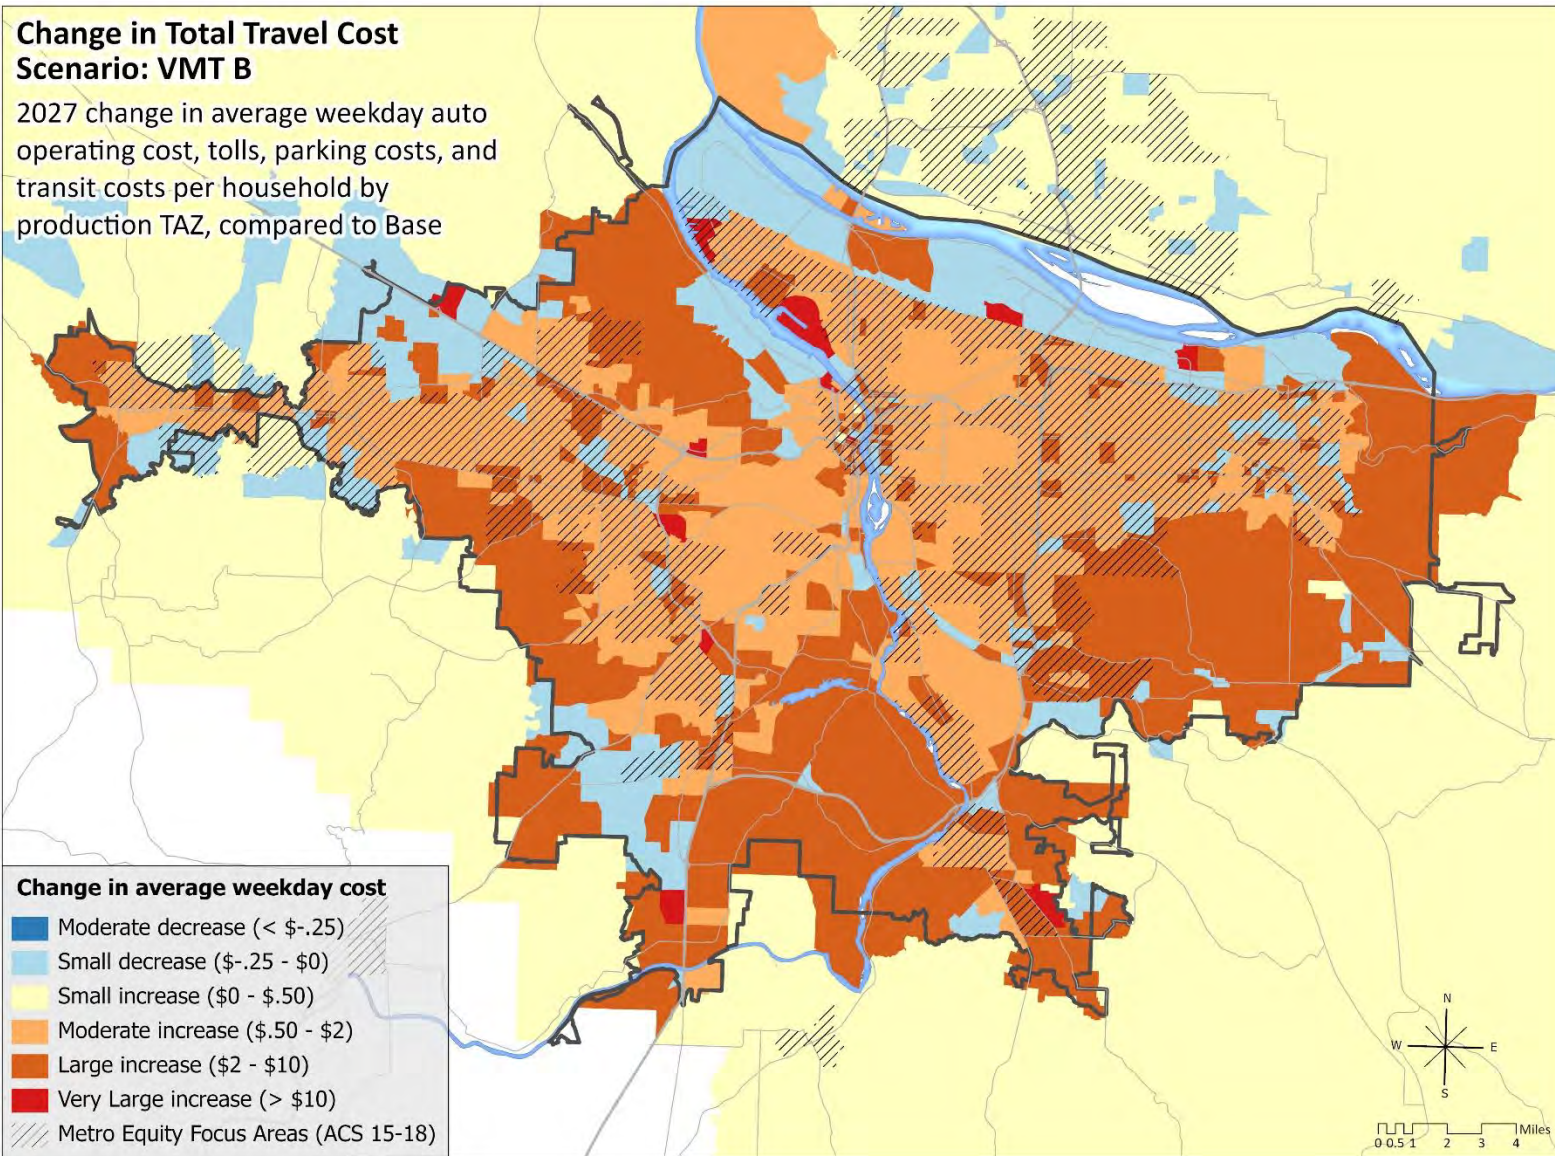 Change in Total Travel Cost
Scenario: VMT B
2027 change in average weekday auto
operating cost, tolls, parking costs, and
transit costs per household by
production TAZ, compared to Base
Change in average weekday cost
Moderate decrease (< $-.25)
Small decrease ($-.25 - $0)
Small increase ($0 - $.50)
Moderate increase ($.50 - $2)
Large increase ($2 - $10)
Very Large increase (> $10)
Metro Equity Focus Areas (ACS 15-18)
N
W E
S
Miles
0 0.5 1 2 3 4